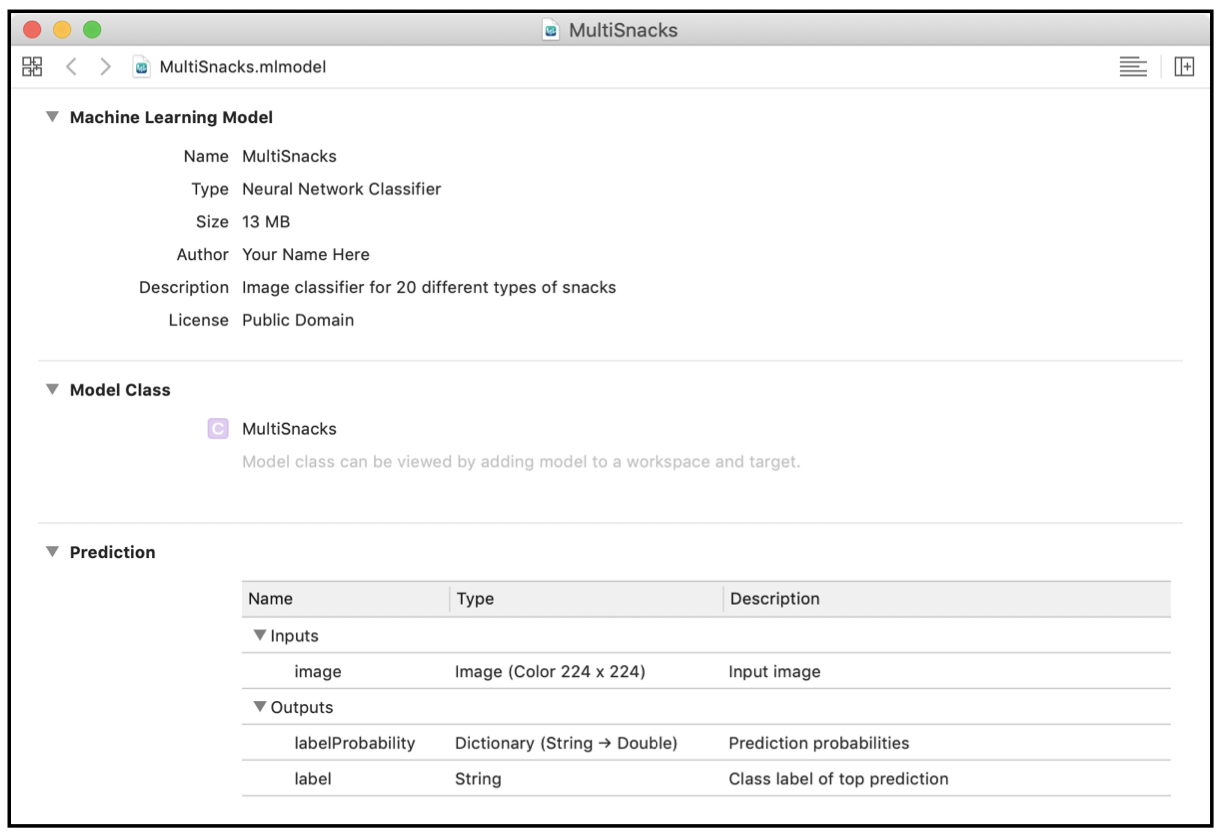 MultiSnacks
MultiSnacks.mlmodel
Machine Learning Model
Name MultiSnacks
Type Neural Network Classifier
Size 13 MB
Author Your Name Here
Description Image classifier for 20 different types of snacks
License Public Domain
Model Class
C MultiSnacks
Model class can be viewed by adding model to a workspace and target.
Prediction
Name Type Description
Inputs
image Image (Color 224 x 224) Input image
Outputs
labelProbability Dictionary (String → Double) Prediction probabilities
label String Class label of top prediction